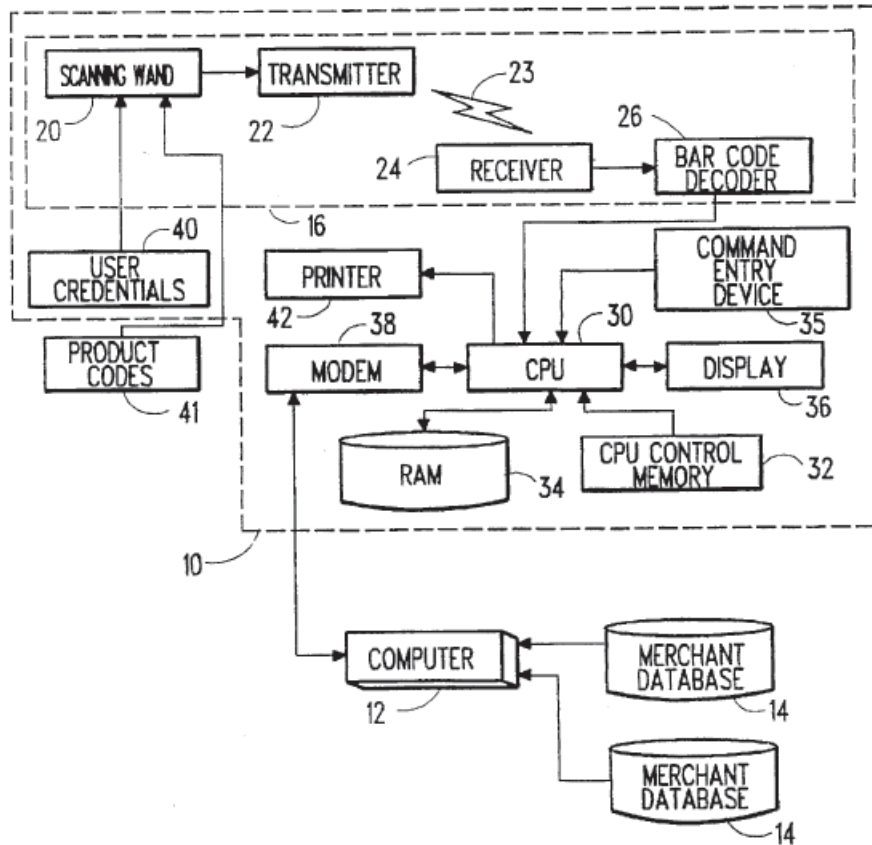 SCANNING WAND
20
TRANSMITTER
22
23
24
RECEIVER
26
BAR CODE
DECODER
16
40
USER
CREDENTIALS
PRODUCT
CODES
41
PRINTER
42
COMMAND
ENTRY
DEVICE
35
38
MODEM
30
CPU
DISPLAY
36
RAM
34
CPU CONTROL
MEMORY
32
10
COMPUTER
12
MERCHANT
DATABASE
14
MERCHANT
DATABASE
14